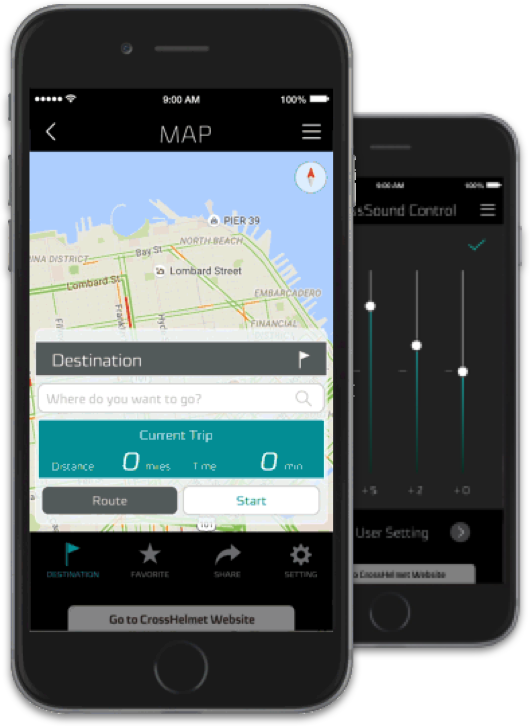 9:00 AM
100%
MAP
PIER 39
NORTH BEACH
Bay St
INA DISTRICT
Lombard Street
Lombard St
EMBARCADERO
Frankl
FINANCIAL
Destination
Where do you want to go?
Current Trip
Distance 0 miles Time 0 min
Route Start
101
DESTINATION FAVORITE SHARE SETTING
Go to CrossHelmet Website
9:00 AM 100%
ssSound Control
+5 +2 +0
User Setting
o CrossHelmet Website